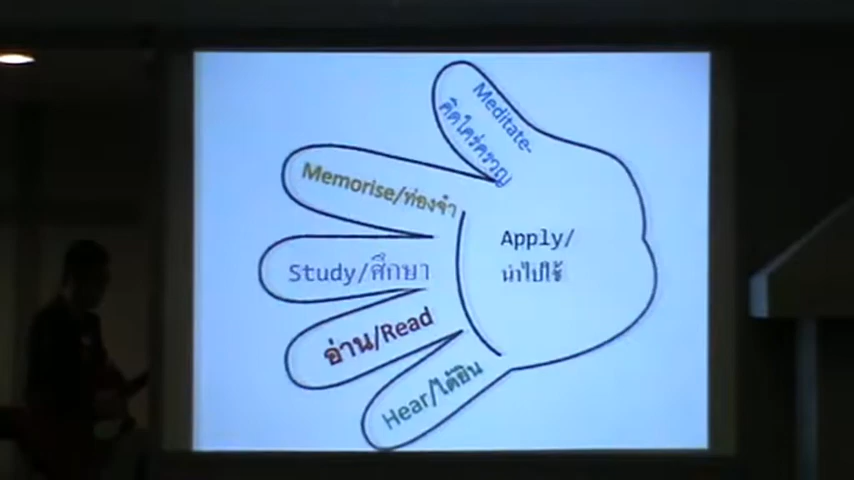 Meditate-
คิดใคร่ครวญ
Memorise/ท่องจำ
Apply/
นำไปใช้
Study/ศึกษา
อ่าน/Read
Hear/ได้ยิน